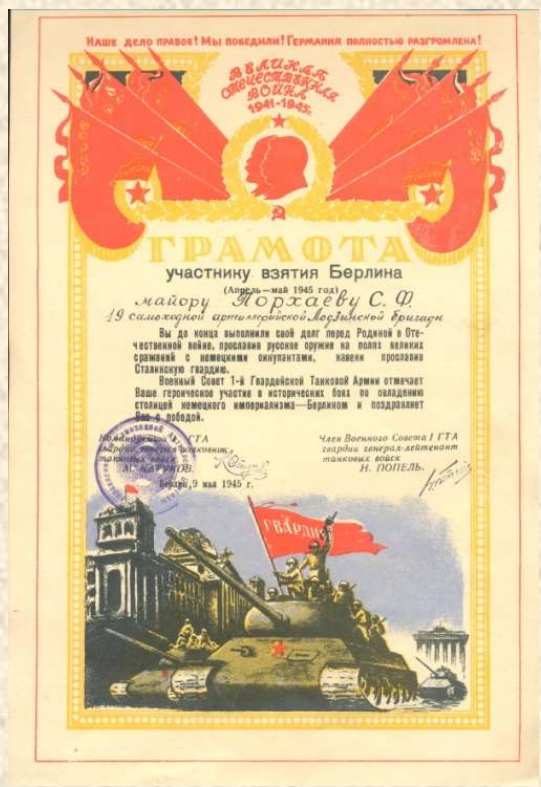 НАШЕ ДЕЛО ПРАВОЕ! МЫ ПОБЕДИЛИ! ГЕРМАНИЯ ПОЛНОСТЬЮ РАЗГРОМЛЕНА!
ВЕЛИКАЯ
ОТЕЧЕСТВЕННАЯ
ВОЙНА
1941-1945г.
ГРАМОТА
участнику взятия Берлина
(Апрель—май 1945 год)
майору Порхаеву С. Ф.
19 самоходной артиллерийской Лодзинской бригады
Вы до конца выполнили свой долг перед Родиной в Оте-
чественной войне, прославив русское оружие на полях великих
сражений с немецкими оккупантами, навеки прославив
Сталинскую гвардию.
Военный Совет 1-й Гвардейской Танковой Армии отмечает
Ваше героическое участие в исторических боях по овладению
столицей немецкого империализма—Берлином и поздравляет
Вас с победой.
Командующий 1 ГТА
гвардии генерал-полковник
танковых войск
М. КАТУКОВ.
Член Военного Совета 1 ГТА
гвардии генерал-лейтенант
танковых войск
Н. ПОПЕЛЬ.
Берлин, 9 мая 1945 г.
ГВАРДИЯ